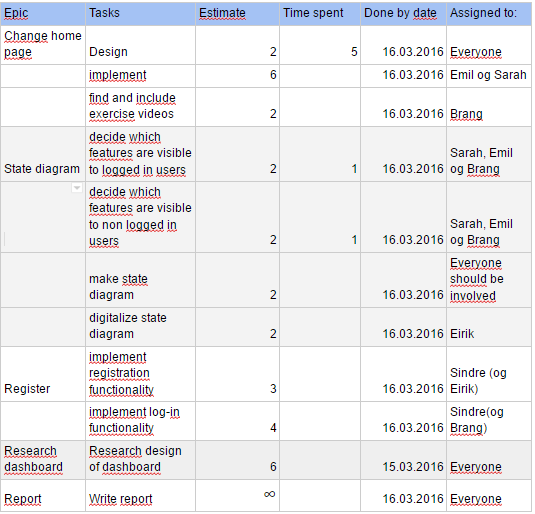 Epic Tasks Estimate Time spent Done by date Assigned to:
Change home
page Design 2 5 16.03.2016 Everyone
implement 6 16.03.2016 Emil og Sarah
find and include
exercise videos 2 16.03.2016 Brang
decide which
features are visible Sarah, Emil
State diagram to logged in users 2 1 16.03.2016 og Brang
decide which
features are visible
to non logged in Sarah, Emil
users 2 1 16.03.2016 og Brang
Everyone
make state should be
diagram 2 16.03.2016 involved
digitalize state
diagram 2 16.03.2016 Eirik
implement
registration Sindre (og
Register functionality 3 16.03.2016 Eirik)
implement log-in Sindre(og
functionality 4 16.03.2016 Brang)
Research Research design
dashboard of dashboard 6 15.03.2016 Everyone
Report Write report ∞ 16.03.2016 Everyone